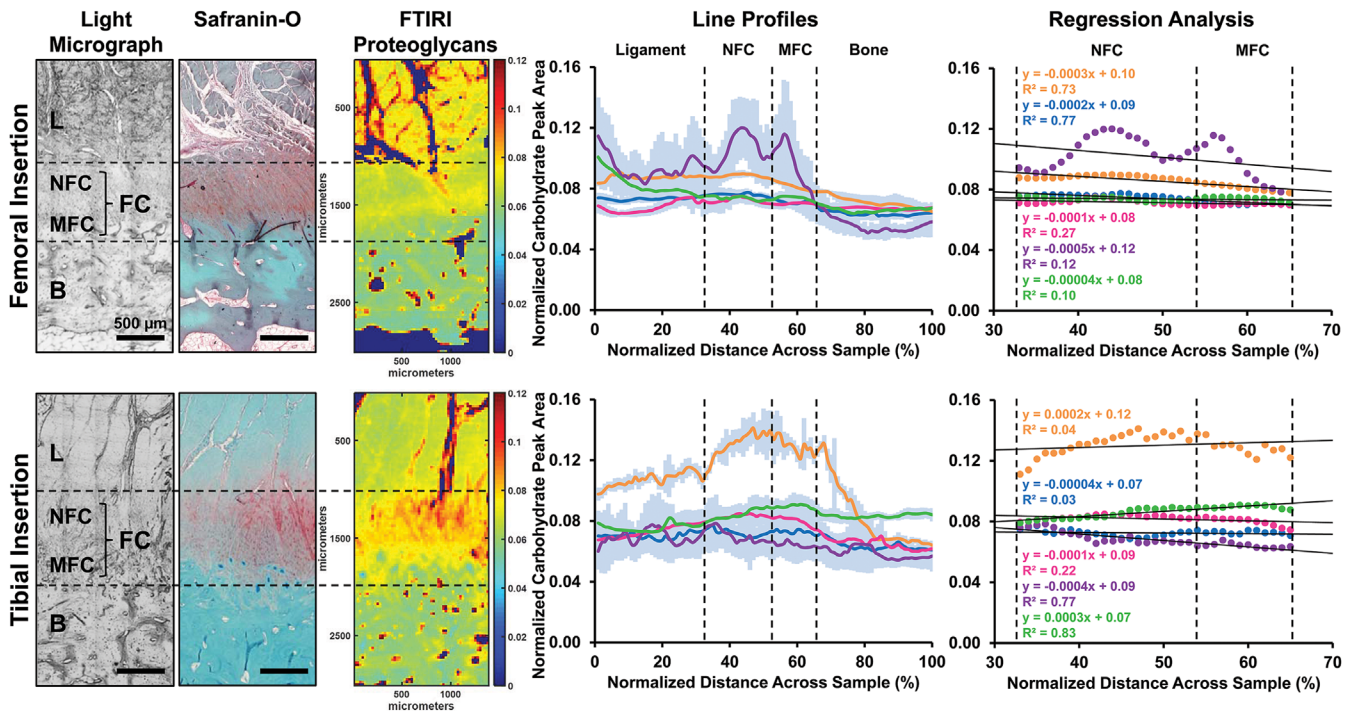 Light
Micrograph
Safranin-O
FTIRI
Proteoglycans
Line Profiles
Regression Analysis
Femoral Insertion
L
NFC
MFC
FC
B
500 µm
500
1500
2500
micrometers
500
1000
micrometers
0.12
0.1
0.08
0.06
0.04
0.02
0
Normalized Carbohydrate Peak Area
Ligament
NFC
MFC
Bone
0.16
0.12
0.08
0.04
0.00
0
20
40
60
80
100
Normalized Distance Across Sample (%)
NFC
MFC
0.16
0.12
0.08
0.04
0.00
y = -0.0003x + 0.10
R² = 0.73
y = -0.0002x + 0.09
R² = 0.77
y = -0.0001x + 0.08
R² = 0.27
y = -0.0005x + 0.12
R² = 0.12
y = -0.00004x + 0.08
R² = 0.10
30
40
50
60
70
Normalized Distance Across Sample (%)
Tibial Insertion
L
NFC
MFC
FC
B
500
1500
2500
micrometers
500
1000
micrometers
0.12
0.1
0.08
0.06
0.04
0.02
0
Normalized Carbohydrate Peak Area
0.16
0.12
0.08
0.04
0.00
0
20
40
60
80
100
Normalized Distance Across Sample (%)
0.16
0.12
0.08
0.04
0.00
y = 0.0002x + 0.12
R² = 0.04
y = -0.00004x + 0.07
R² = 0.03
y = -0.0001x + 0.09
R² = 0.22
y = -0.0004x + 0.09
R² = 0.77
y = 0.0003x + 0.07
R² = 0.83
30
40
50
60
70
Normalized Distance Across Sample (%)